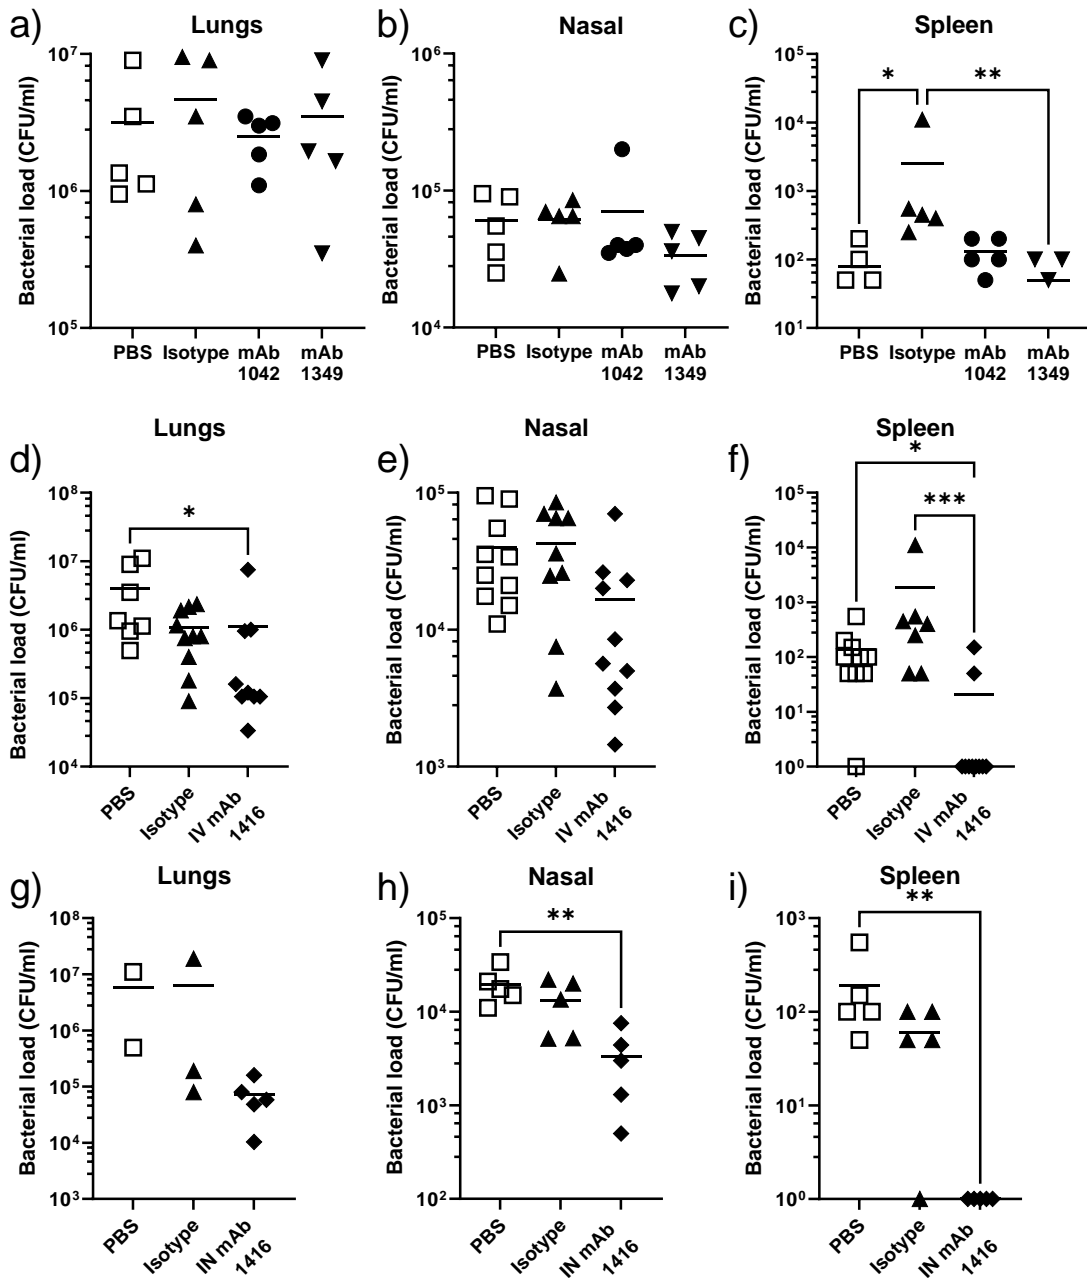 a)
Lungs
Bacterial load (CFU/ml)
10⁷
10⁶
10⁵
PBS Isotype mAb mAb
1042 1349
b)
Nasal
Bacterial load (CFU/ml)
10⁶
10⁵
10⁴
PBS Isotype mAb mAb
1042 1349
c)
Spleen
Bacterial load (CFU/ml)
10⁵
10⁴
10³
10²
10¹
* **
PBS Isotype mAb mAb
1042 1349
d)
Lungs
Bacterial load (CFU/ml)
10⁸
10⁷
10⁶
10⁵
10⁴
*
PBS
Isotype
IV mAb
1416
e)
Nasal
Bacterial load (CFU/ml)
10⁵
10⁴
10³
PBS
Isotype
IV mAb
1416
f)
Spleen
Bacterial load (CFU/ml)
10⁵
10⁴
10³
10²
10¹
10⁰
*
***
PBS
Isotype
IV mAb
1416
g)
Lungs
Bacterial load (CFU/ml)
10⁸
10⁷
10⁶
10⁵
10⁴
10³
PBS
Isotype
IN mAb
1416
h)
Nasal
Bacterial load (CFU/ml)
10⁵
10⁴
10³
10²
**
PBS
Isotype
IN mAb
1416
i)
Spleen
Bacterial load (CFU/ml)
10³
10²
10¹
10⁰
**
PBS
Isotype
IN mAb
1416